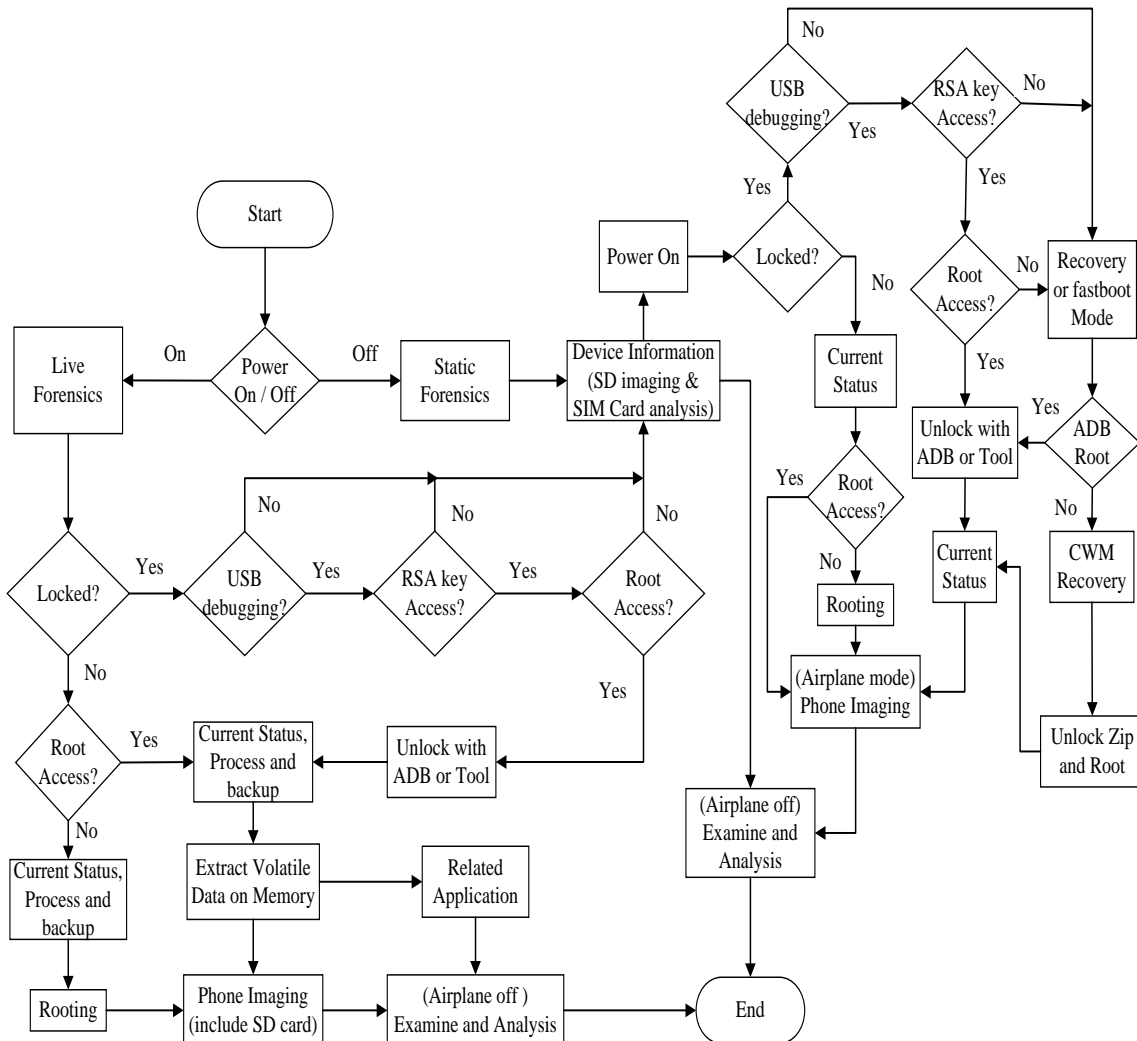 No
USB
debugging?
Yes
RSA key
Access?
No
Yes
Yes
Start
Power On
Locked?
No
Root
Access?
No
Recovery
or fastboot
Mode
Live
Forensics
On
Power
On / Off
Off
Static
Forensics
Device Information
(SD imaging &
SIM Card analysis)
Current
Status
Yes
Unlock with
ADB or Tool
Yes
ADB
Root
Yes
Root
Access?
No
No
No
No
No
Locked?
Yes
USB
debugging?
Yes
RSA key
Access?
Yes
Root
Access?
Rooting
Current
Status
CWM
Recovery
No
Yes
(Airplane mode)
Phone Imaging
Root
Access?
Yes
Current Status,
Process and
backup
Unlock with
ADB or Tool
Unlock Zip
and Root
No
(Airplane off)
Examine and
Analysis
Current Status,
Process and
backup
Extract Volatile
Data on Memory
Related
Application
Rooting
Phone Imaging
(include SD card)
(Airplane off )
Examine and Analysis
End